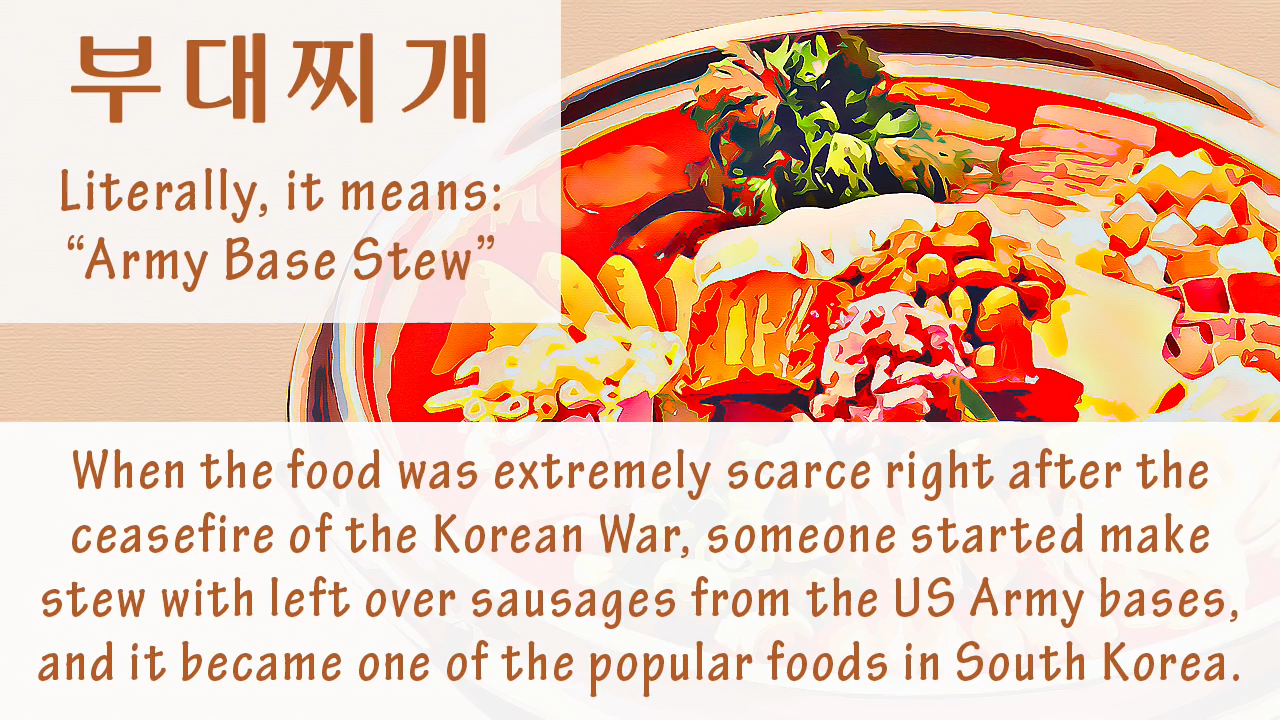 부대찌개
Literally, it means:
“Army Base Stew”
When the food was extremely scarce right after the
ceasefire of the Korean War, someone started make
stew with left over sausages from the US Army bases,
and it became one of the popular foods in South Korea.